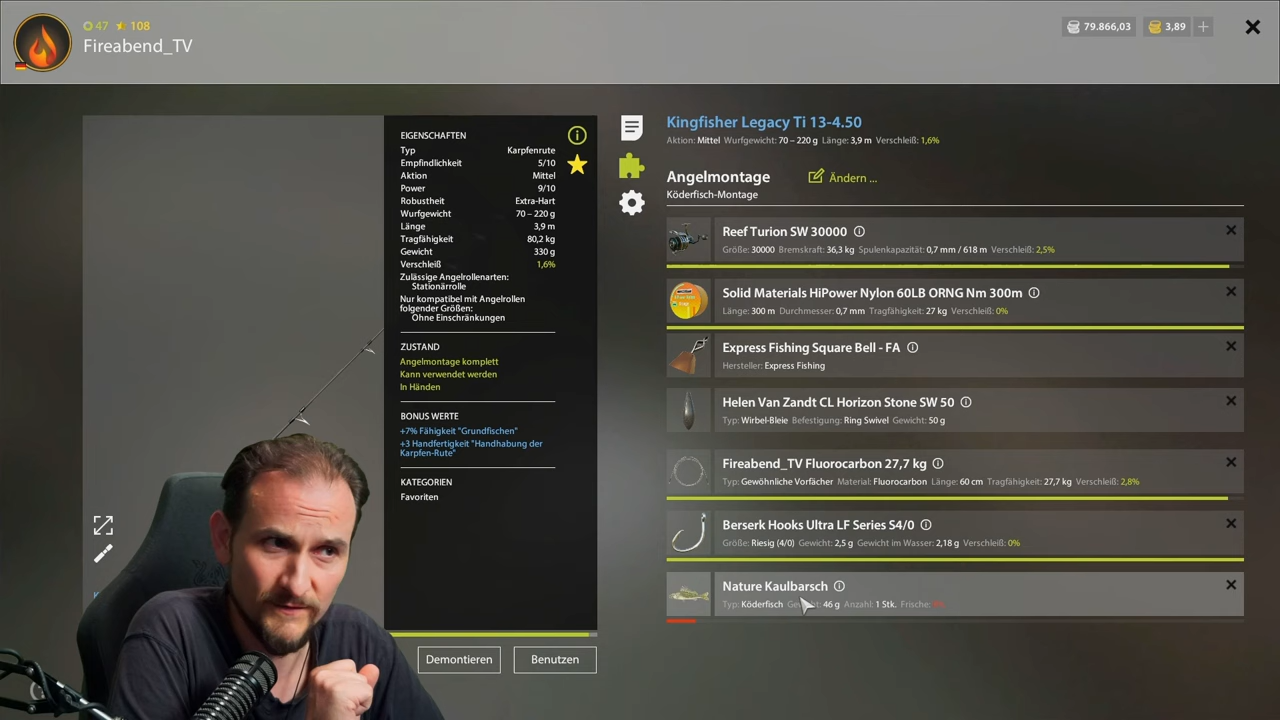 47 108
Fireabend_TV
79.866,03
3,89
EIGENSCHAFTEN
Typ Karpfenrute
Empfindlichkeit 5/10
Aktion Mittel
Power 9/10
Robustheit Extra-Hart
Wurfgewicht 70 – 220 g
Länge 3,9 m
Tragfähigkeit 80,2 kg
Gewicht 330 g
Verschleiß 1,6%
Zulässige Angelrollenarten:
Stationärrolle
Nur kompatibel mit Angelrollen
folgender Größen:
Ohne Einschränkungen
ZUSTAND
Angelmontage komplett
Kann verwendet werden
In Händen
BONUS WERTE
+7% Fähigkeit "Grundfischen"
+3 Handfertigkeit "Handhabung der
Karpfen-Rute"
KATEGORIEN
Favoriten
Demontieren
Benutzen
Kingfisher Legacy Ti 13-4.50
Aktion: Mittel Wurfgewicht: 70 – 220 g Länge: 3,9 m Verschleiß: 1,6%
Angelmontage
Ändern ...
Köderfisch-Montage
Reef Turion SW 30000
Größe: 30000 Bremskraft: 36,3 kg Spulenkapazität: 0,7 mm / 618 m Verschleiß: 2,5%
Solid Materials HiPower Nylon 60LB ORNG Nm 300m
Länge: 300 m Durchmesser: 0,7 mm Tragfähigkeit: 27 kg Verschleiß: 0%
Express Fishing Square Bell - FA
Hersteller: Express Fishing
Helen Van Zandt CL Horizon Stone SW 50
Typ: Wirbel-Bleie Befestigung: Ring Swivel Gewicht: 50 g
Fireabend_TV Fluorocarbon 27,7 kg
Typ: Gewöhnliche Vorfächer Material: Fluorocarbon Länge: 60 cm Tragfähigkeit: 27,7 kg Verschleiß: 2,8%
Berserk Hooks Ultra LF Series S4/0
Größe: Riesig (4/0) Gewicht: 2,5 g Gewicht im Wasser: 2,18 g Verschleiß: 0%
Nature Kaulbarsch
Typ: Köderfisch 46 g Anzahl: 1 Stk. Frische: